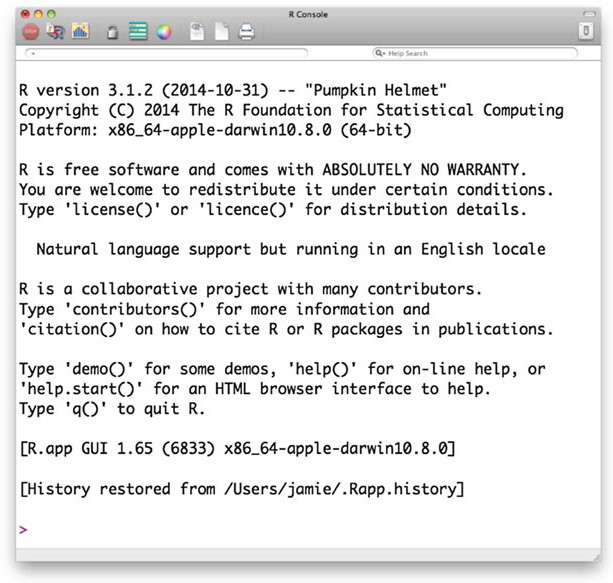 R Console
Help Search
R version 3.1.2 (2014-10-31) -- "Pumpkin Helmet"
Copyright (C) 2014 The R Foundation for Statistical Computing
Platform: x86_64-apple-darwin10.8.0 (64-bit)
R is free software and comes with ABSOLUTELY NO WARRANTY.
You are welcome to redistribute it under certain conditions.
Type 'license()' or 'licence()' for distribution details.
Natural language support but running in an English locale
R is a collaborative project with many contributors.
Type 'contributors()' for more information and
'citation()' on how to cite R or R packages in publications.
Type 'demo()' for some demos, 'help()' for on-line help, or
'help.start()' for an HTML browser interface to help.
Type 'q()' to quit R.
[R.app GUI 1.65 (6833) x86_64-apple-darwin10.8.0]
[History restored from /Users/jamie/.Rapp.history]
>